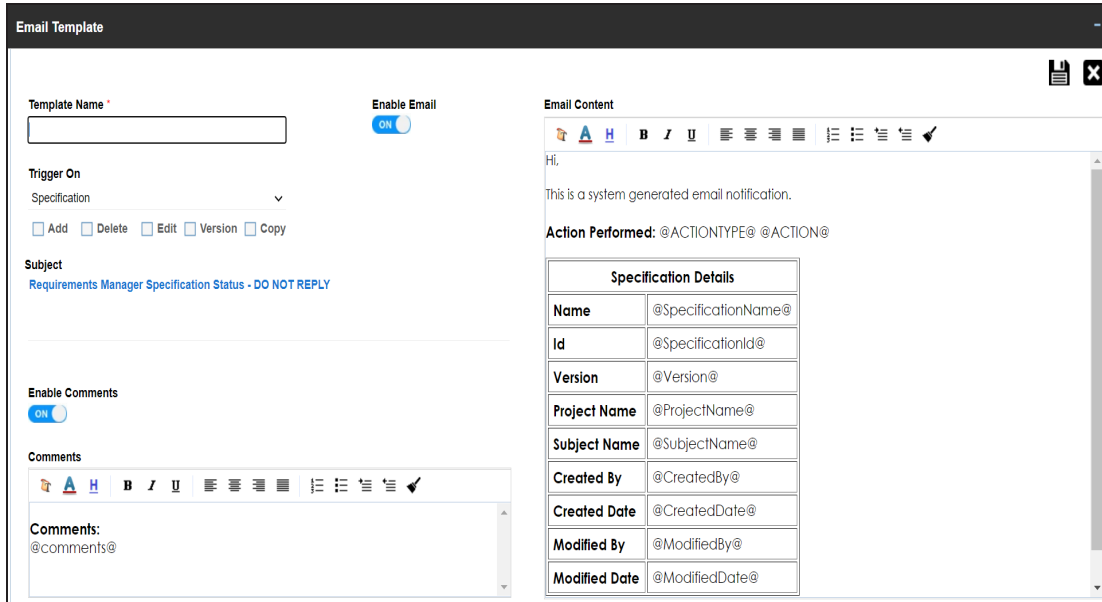 Email Template
Template Name *
Enable Email
ON
Trigger On
Specification
Add Delete Edit Version Copy
Subject
Requirements Manager Specification Status - DO NOT REPLY
Enable Comments
ON
Comments
A H B I U
Comments:
@comments@
Email Content
A H B I U
Hi,
This is a system generated email notification.
Action Performed: @ACTIONTYPE@ @ACTION@
Specification Details
Name @SpecificationName@
Id @SpecificationId@
Version @Version@
Project Name @ProjectName@
Subject Name @SubjectName@
Created By @CreatedBy@
Created Date @CreatedDate@
Modified By @ModifiedBy@
Modified Date @ModifiedDate@